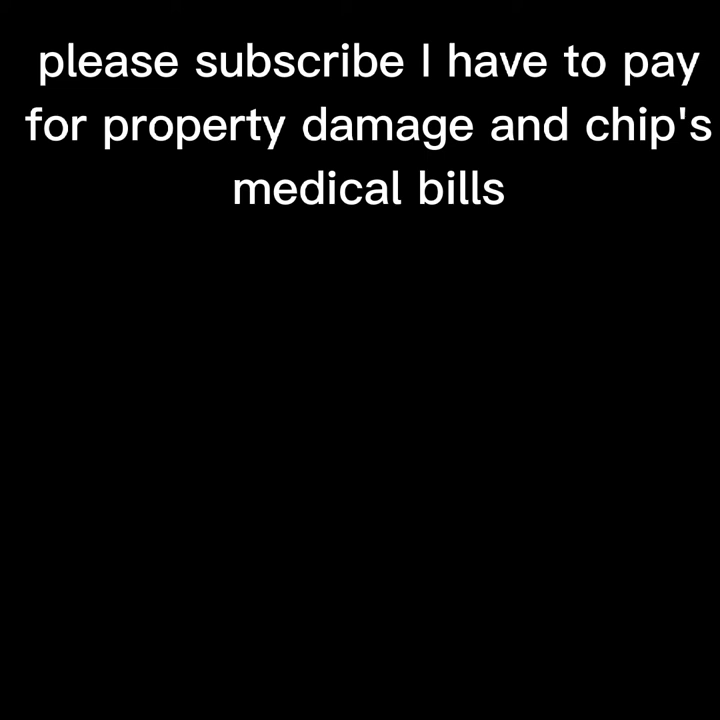 please subscribe I have to pay
for property damage and chip's
medical bills